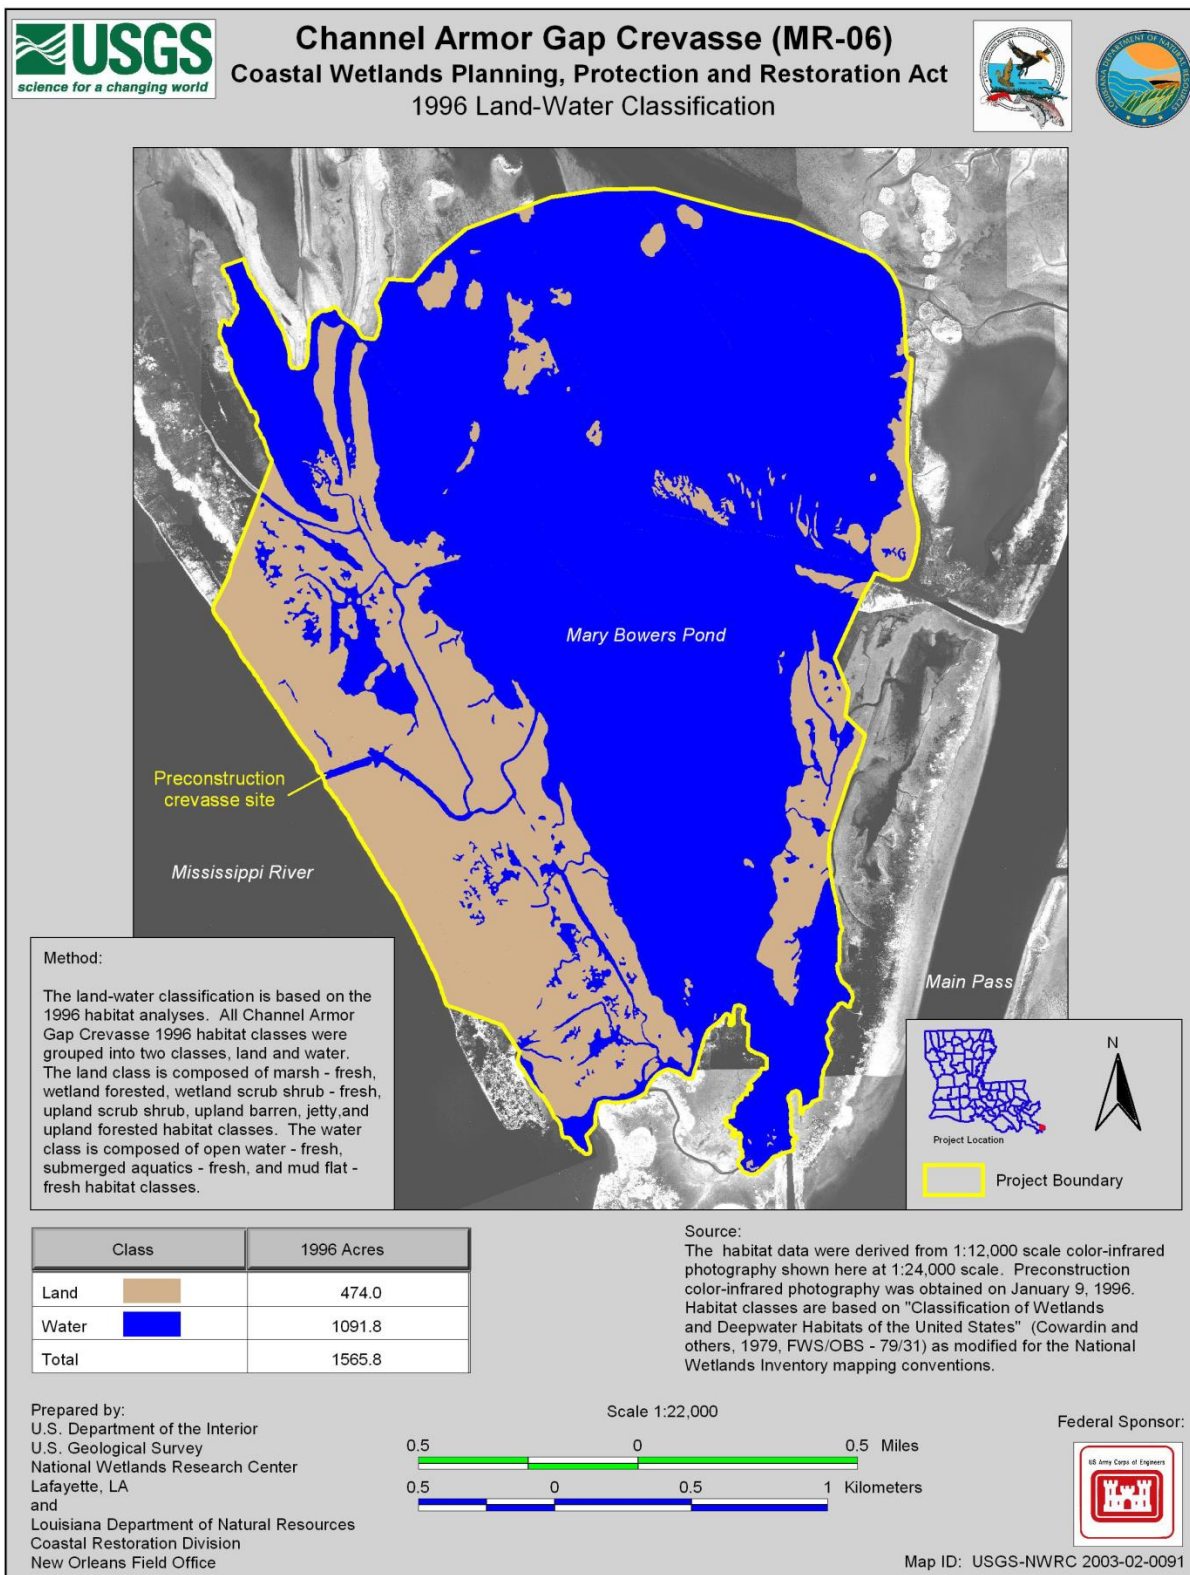 USGS
science for a changing world
Channel Armor Gap Crevasse (MR-06)
Coastal Wetlands Planning, Protection and Restoration Act
1996 Land-Water Classification
LOUISIANA DEPARTMENT OF NATURAL RESOURCES
Mary Bowers Pond
Preconstruction
crevasse site
Mississippi River
Main Pass
Method:
The land-water classification is based on the
1996 habitat analyses. All Channel Armor
Gap Crevasse 1996 habitat classes were
grouped into two classes, land and water.
The land class is composed of marsh - fresh,
wetland forested, wetland scrub shrub - fresh,
upland scrub shrub, upland barren, jetty,and
upland forested habitat classes. The water
class is composed of open water - fresh,
submerged aquatics - fresh, and mud flat -
fresh habitat classes.
N
Project Location
Project Boundary
Class 1996 Acres
Land 474.0
Water 1091.8
Total 1565.8
Source:
The habitat data were derived from 1:12,000 scale color-infrared
photography shown here at 1:24,000 scale. Preconstruction
color-infrared photography was obtained on January 9, 1996.
Habitat classes are based on "Classification of Wetlands
and Deepwater Habitats of the United States" (Cowardin and
others, 1979, FWS/OBS - 79/31) as modified for the National
Wetlands Inventory mapping conventions.
Prepared by:
U.S. Department of the Interior
U.S. Geological Survey
National Wetlands Research Center
Lafayette, LA
and
Louisiana Department of Natural Resources
Coastal Restoration Division
New Orleans Field Office
Scale 1:22,000
0.5 0 0.5 Miles
0.5 0 0.5 1 Kilometers
Federal Sponsor:
US Army Corps of Engineers
Map ID: USGS-NWRC 2003-02-0091